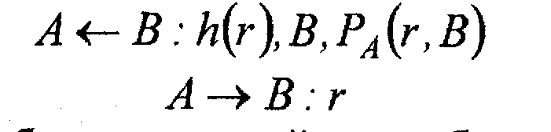 A ← B : h(r), B, P_A(r, B)
A → B : r